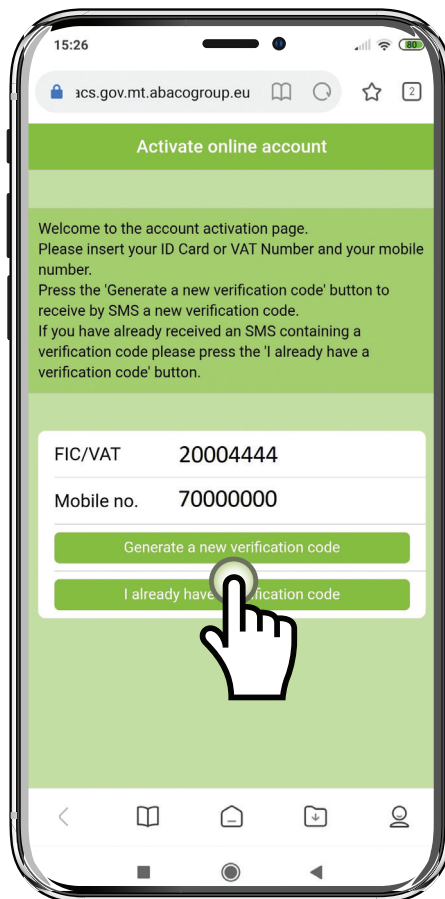 15:26
80
acs.gov.mt.abacogroup.eu
2
Activate online account
Welcome to the account activation page.
Please insert your ID Card or VAT Number and your mobile
number.
Press the 'Generate a new verification code' button to
receive by SMS a new verification code.
If you have already received an SMS containing a
verification code please press the 'I already have a
verification code' button.
FIC/VAT 20004444
Mobile no. 70000000
Generate a new verification code
I already have fication code